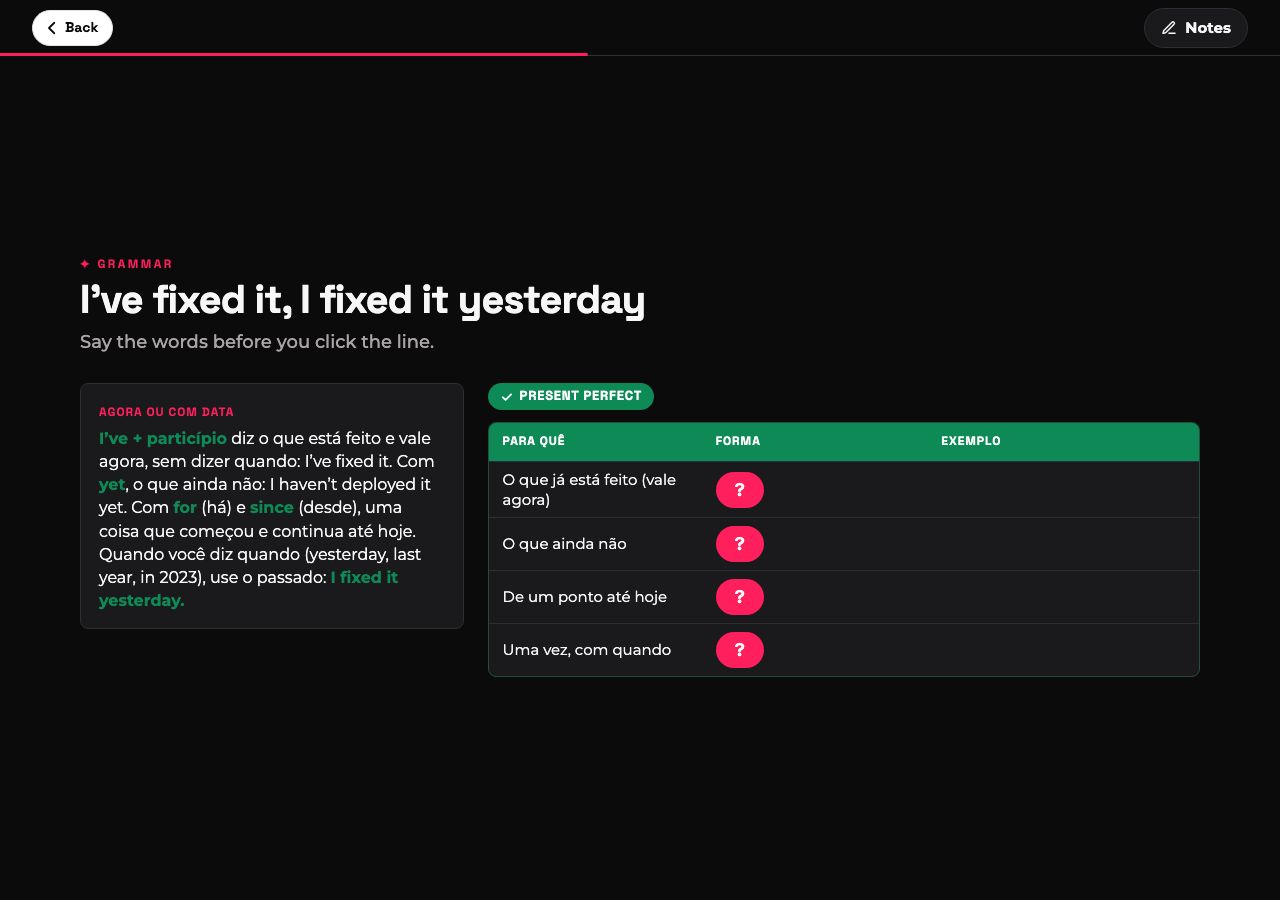 Back
Notes
✦ GRAMMAR
I’ve fixed it, I fixed it yesterday
Say the words before you click the line.
AGORA OU COM DATA
I’ve + particípio diz o que está feito e vale
agora, sem dizer quando: I’ve fixed it. Com
yet, o que ainda não: I haven’t deployed it
yet. Com for (há) e since (desde), uma
coisa que começou e continua até hoje.
Quando você diz quando (yesterday, last
year, in 2023), use o passado: I fixed it
yesterday.
✓ PRESENT PERFECT
PARA QUÊ FORMA EXEMPLO
O que já está feito (vale
agora)
?
O que ainda não ?
De um ponto até hoje ?
Uma vez, com quando ?